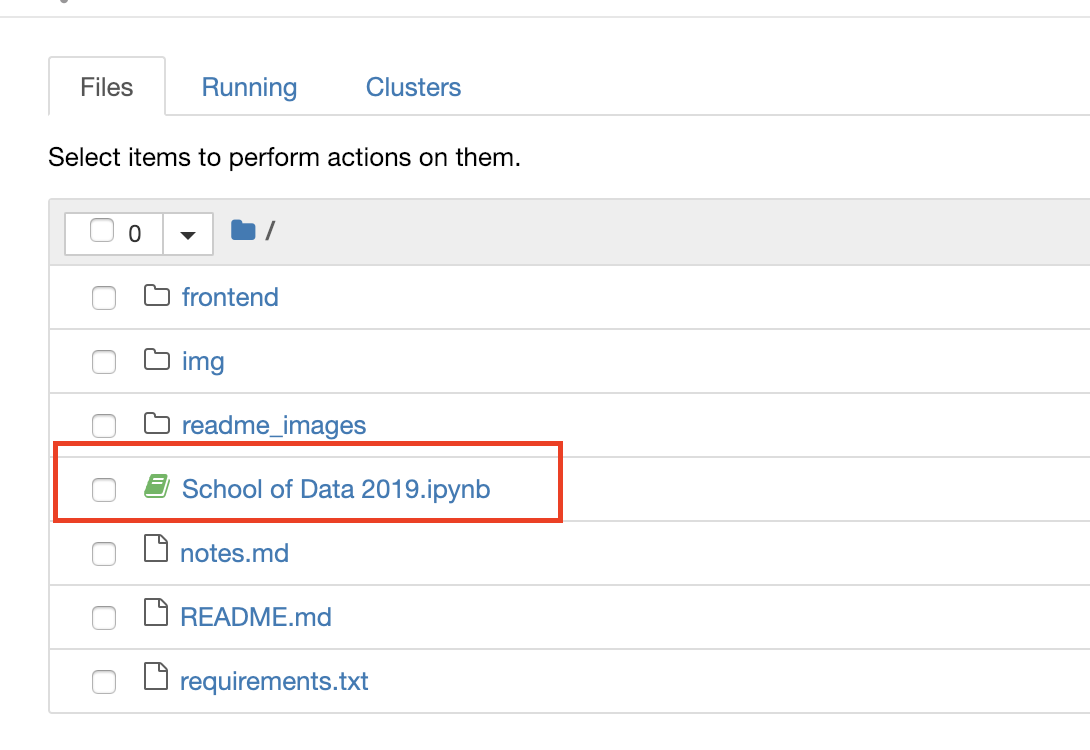 Files Running Clusters
Select items to perform actions on them.
0 /
frontend
img
readme_images
School of Data 2019.ipynb
notes.md
README.md
requirements.txt